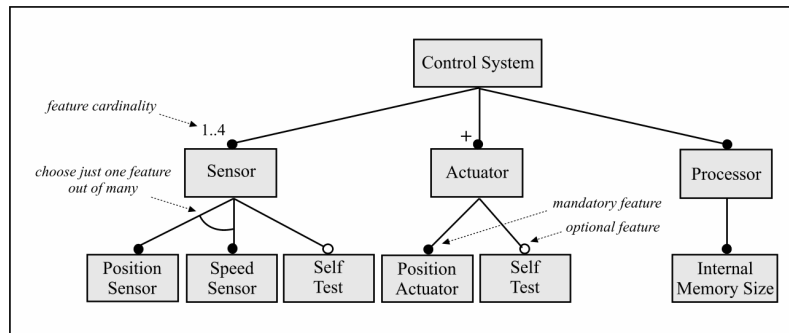 Control System
feature cardinality
1..4
+
Sensor
Actuator
Processor
choose just one feature
out of many
mandatory feature
optional feature
Position
Sensor
Speed
Sensor
Self
Test
Position
Actuator
Self
Test
Internal
Memory Size